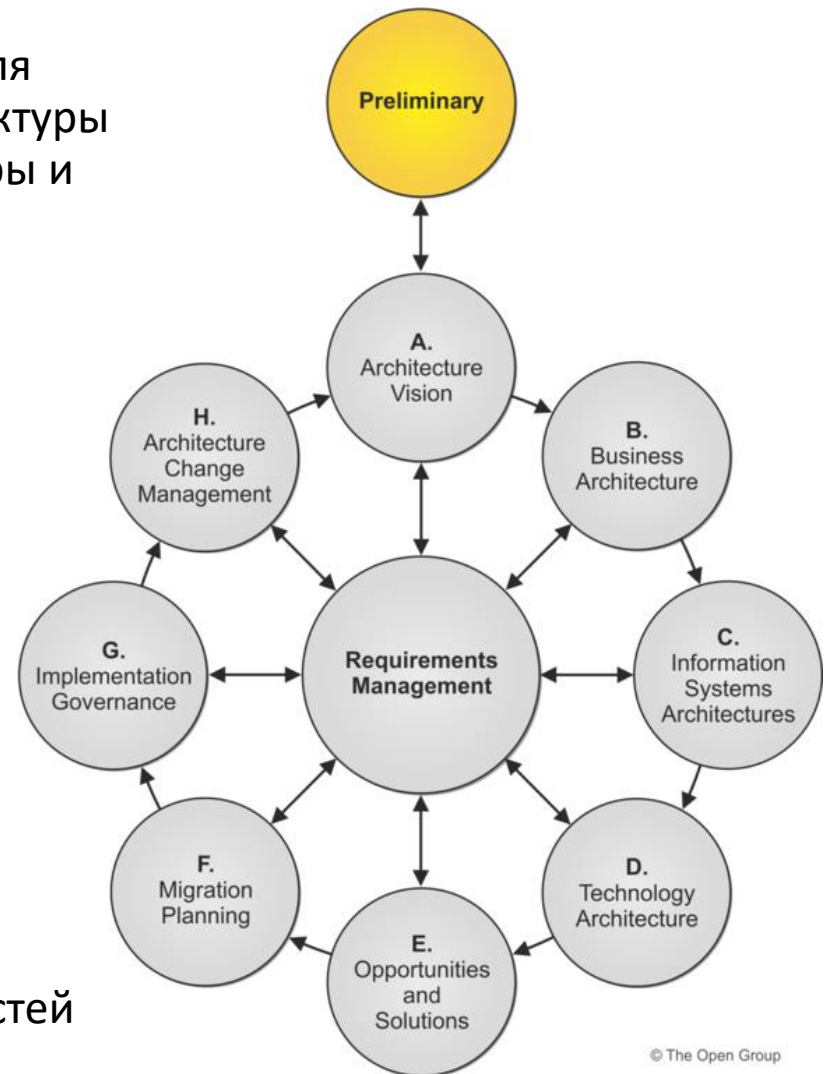 ля
ктуры
ры и
Preliminary
A.
Architecture
Vision
H.
Architecture
Change
Management
B.
Business
Architecture
G.
Implementation
Governance
Requirements
Management
C.
Information
Systems
Architectures
F.
Migration
Planning
D.
Technology
Architecture
E.
Opportunities
and
Solutions
стей
© The Open Group